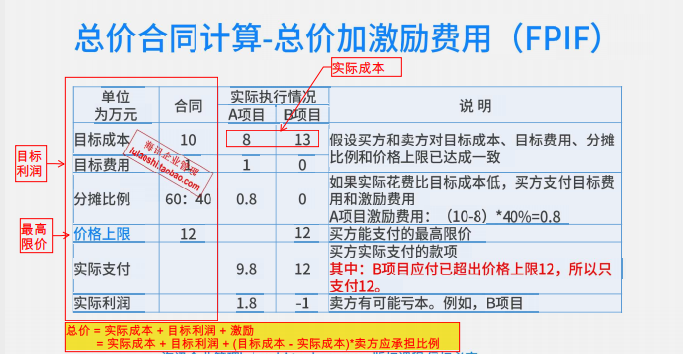 总价合同计算-总价加激励费用（FPIF）
实际成本
单位
为万元
合同
实际执行情况
A项目 B项目
说 明
目标成本 10 8 13
假设买方和卖方对目标成本、目标费用、分摊
比例和价格上限已达成一致
目标
利润
目标费用 1 1 0
海讯企业管理
分摊比例 60：40 0.8 0
如果实际花费比目标成本低，买方支付目标费
用和激励费用
A项目激励费用：（10-8）*40%=0.8
最高
限价
价格上限 12 12 买方能支付的最高限价
实际支付 9.8 12
买方实际支付的款项
其中：B项目应付已超出价格上限12，所以只
支付12。
实际利润 1.8 -1 卖方有可能亏本。例如，B项目
总价 = 实际成本 + 目标利润 + 激励
= 实际成本 + 目标利润 + (目标成本 - 实际成本)*卖方应承担比例